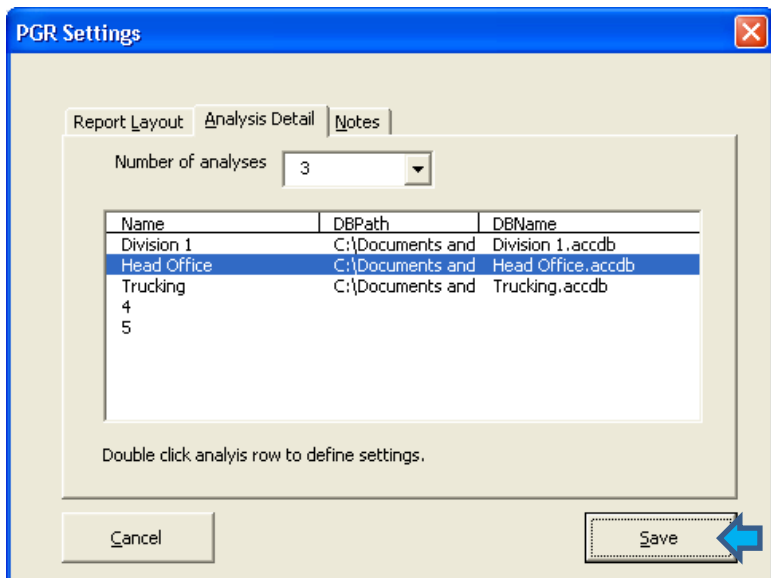 PGR Settings
Report Layout Analysis Detail Notes
Number of analyses 3
Name DBPath DBName
Division 1 C:\Documents and Division 1.accdb
Head Office C:\Documents and Head Office.accdb
Trucking C:\Documents and Trucking.accdb
4
5
Double click analyis row to define settings.
Cancel Save